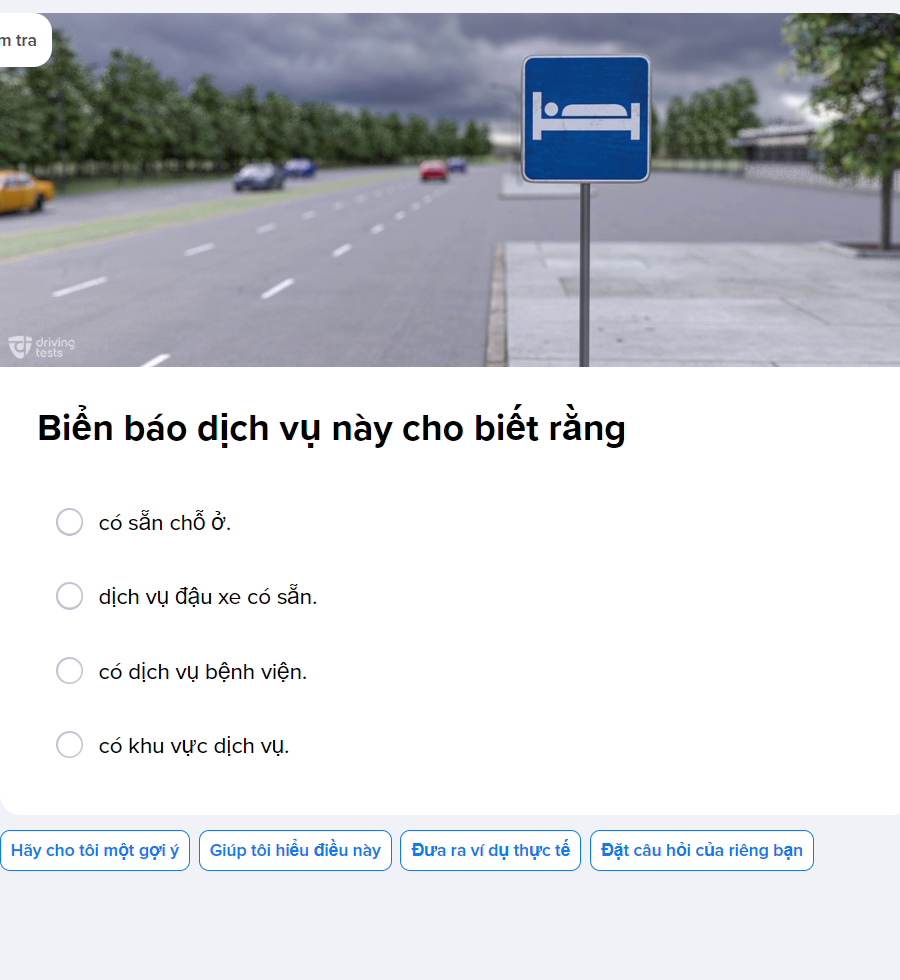 m tra
driving
tests
Biển báo dịch vụ này cho biết rằng
có sẵn chỗ ở.
dịch vụ đậu xe có sẵn.
có dịch vụ bệnh viện.
có khu vực dịch vụ.
Hãy cho tôi một gợi ý
Giúp tôi hiểu điều này
Đưa ra ví dụ thực tế
Đặt câu hỏi của riêng bạn